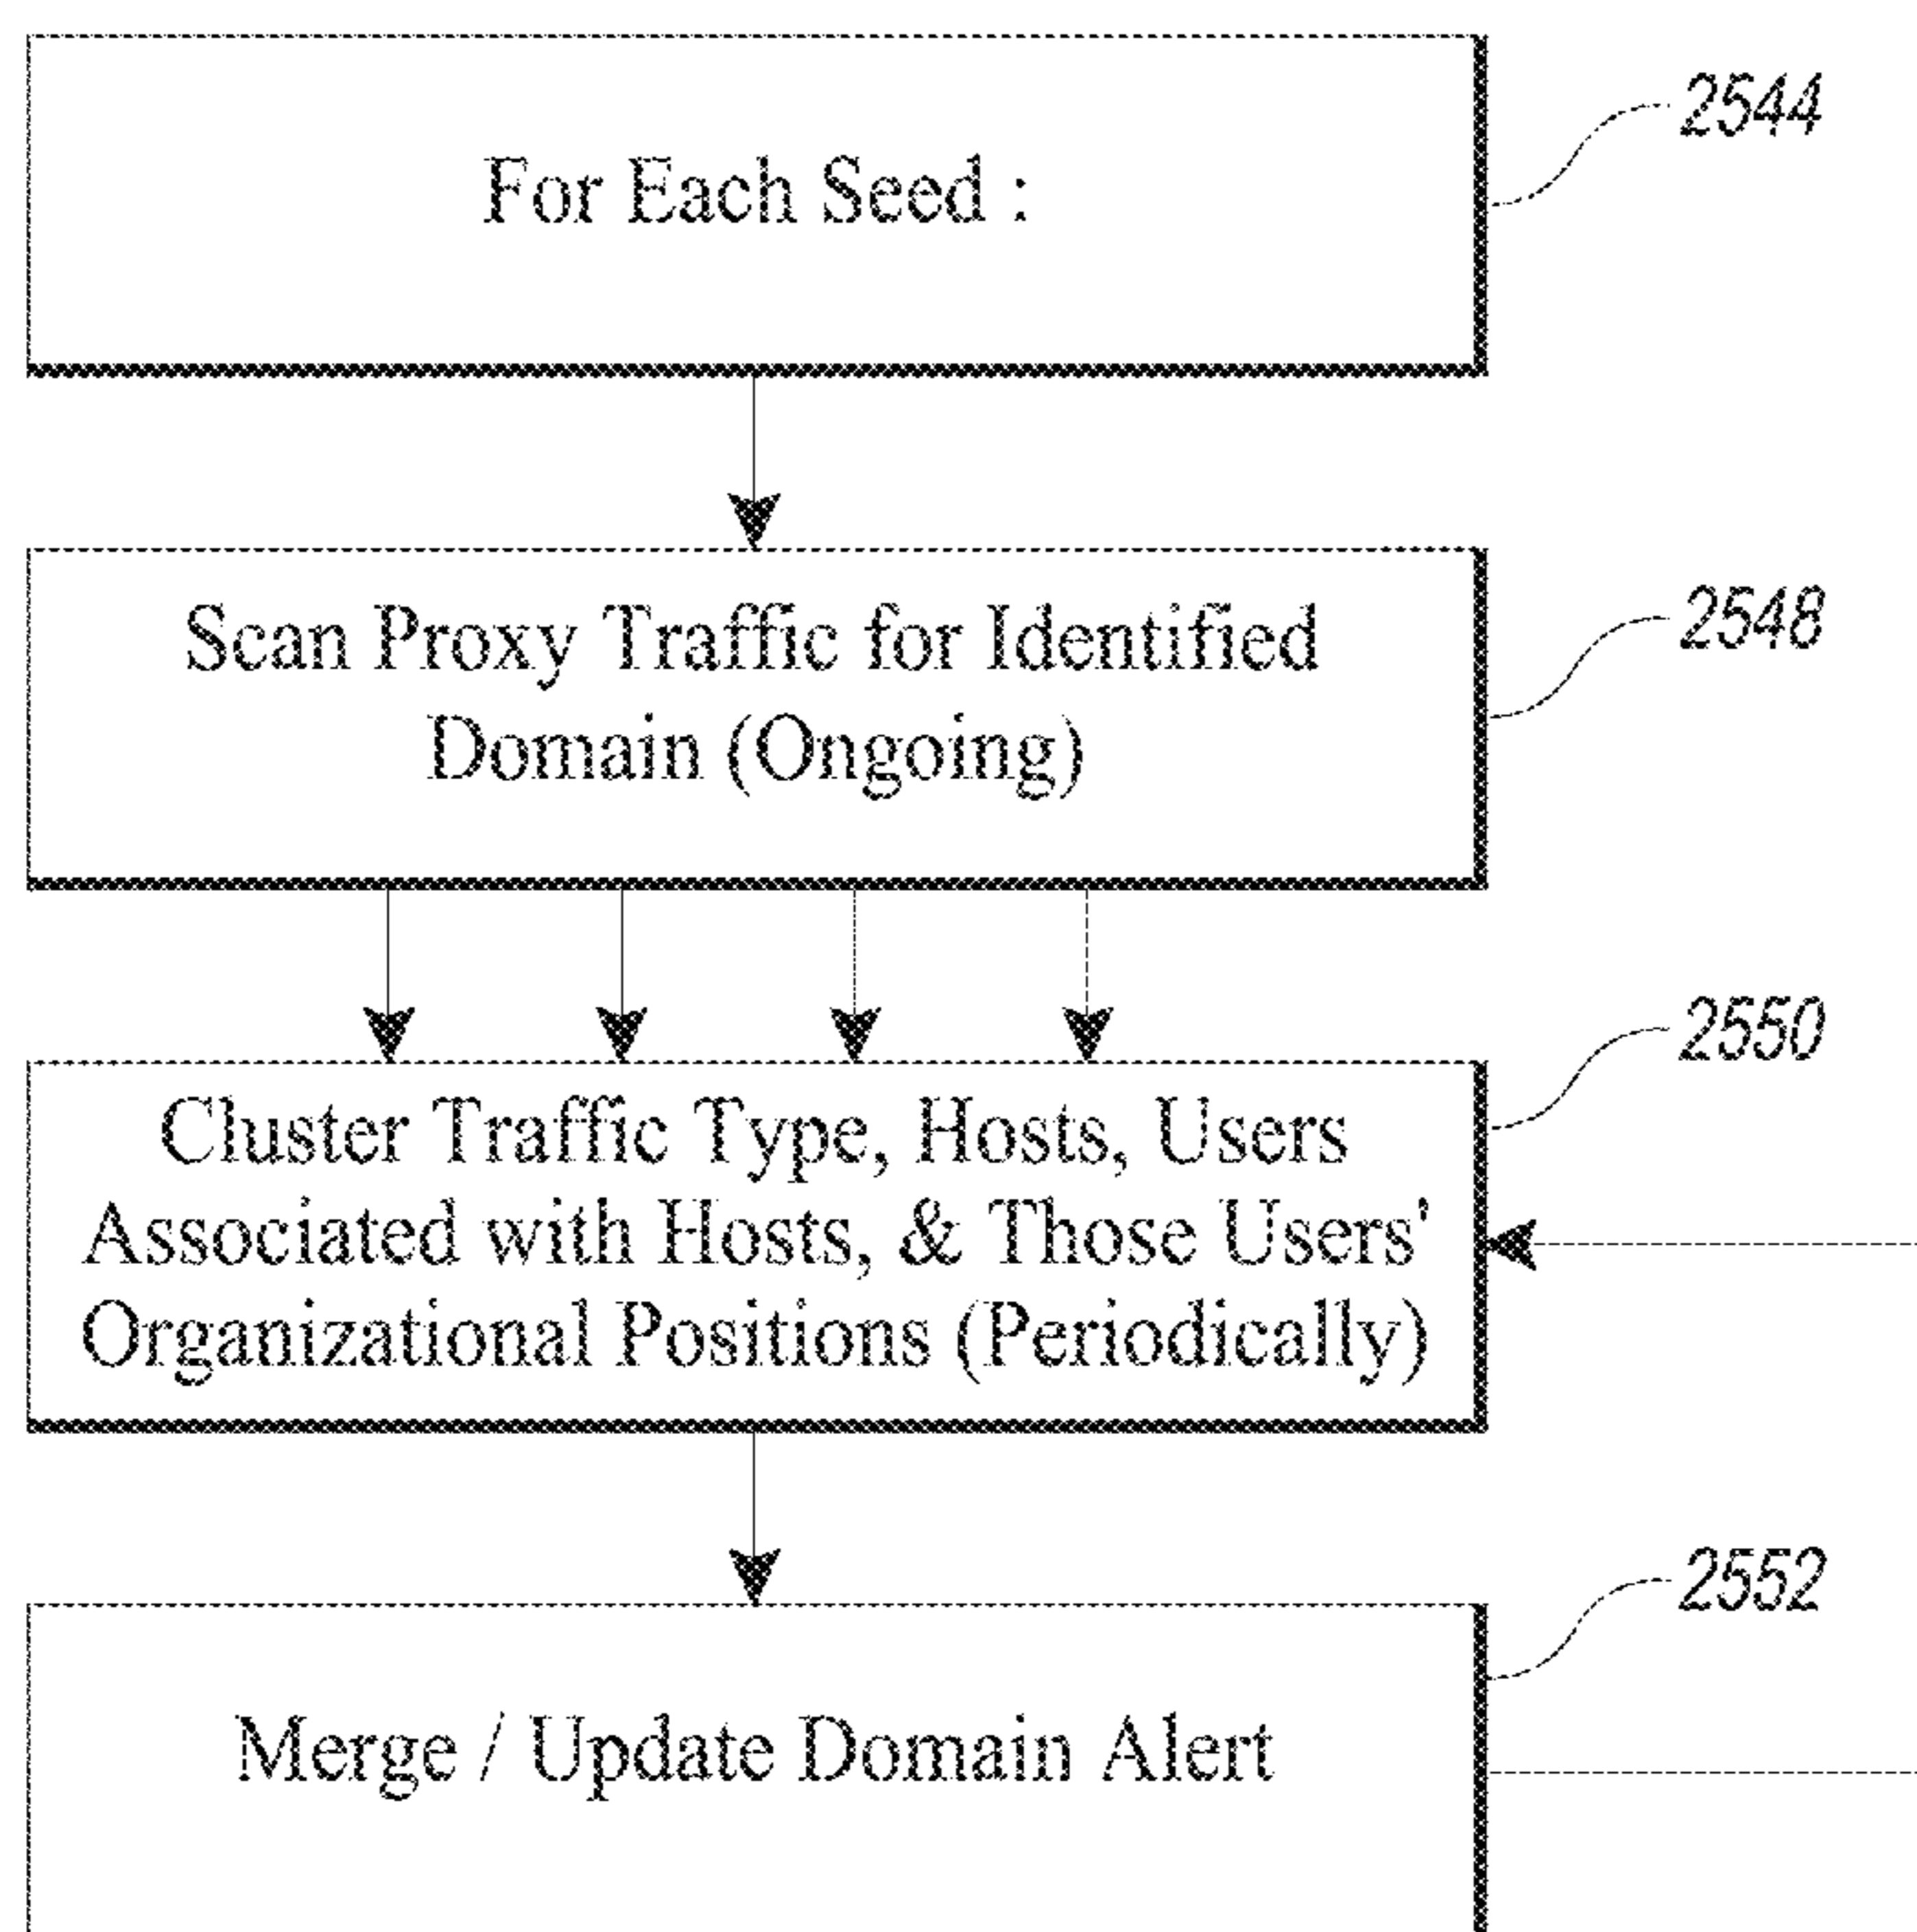 For Each Seed :
2544
Scan Proxy Traffic for Identified
Domain (Ongoing)
2548
Cluster Traffic Type, Hosts, Users
Associated with Hosts, & Those Users'
Organizational Positions (Periodically)
2550
Merge / Update Domain Alert
2552